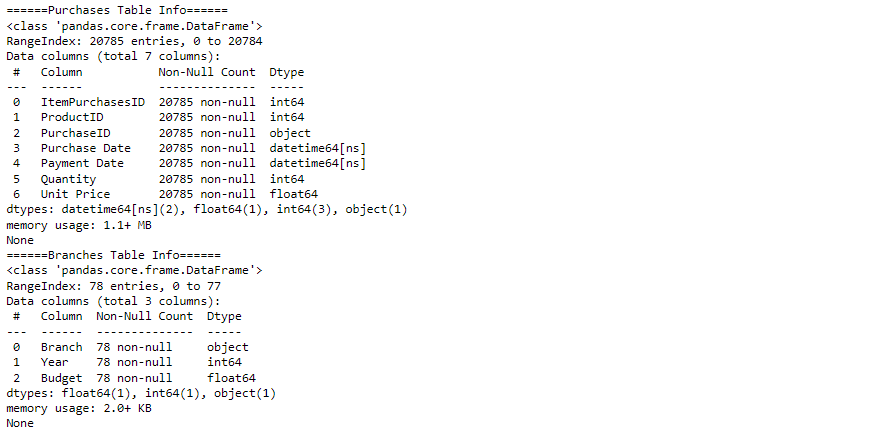 ======Purchases Table Info======
<class 'pandas.core.frame.DataFrame'>
RangeIndex: 20785 entries, 0 to 20784
Data columns (total 7 columns):
 #   Column           Non-Null Count  Dtype
---  ------           --------------  -----
 0   ItemPurchasesID  20785 non-null  int64
 1   ProductID        20785 non-null  int64
 2   PurchaseID       20785 non-null  object
 3   Purchase Date    20785 non-null  datetime64[ns]
 4   Payment Date     20785 non-null  datetime64[ns]
 5   Quantity         20785 non-null  int64
 6   Unit Price       20785 non-null  float64
dtypes: datetime64[ns](2), float64(1), int64(3), object(1)
memory usage: 1.1+ MB
None
======Branches Table Info======
<class 'pandas.core.frame.DataFrame'>
RangeIndex: 78 entries, 0 to 77
Data columns (total 3 columns):
 #   Column  Non-Null Count  Dtype
---  ------  --------------  -----
 0   Branch  78 non-null     object
 1   Year    78 non-null     int64
 2   Budget  78 non-null     float64
dtypes: float64(1), int64(1), object(1)
memory usage: 2.0+ KB
None